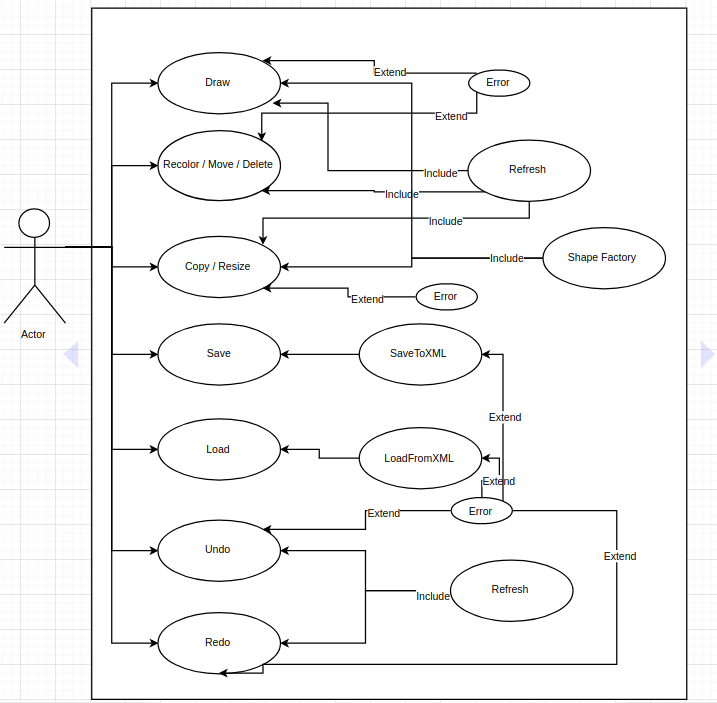 Draw
Extend
Error
Extend
Recolor / Move / Delete
Include
Refresh
Include
Include
Copy / Resize
Include
Shape Factory
Extend
Error
Actor
Save
SaveToXML
Extend
Load
LoadFromXML
Extend
Extend
Error
Undo
Extend
Include
Refresh
Redo